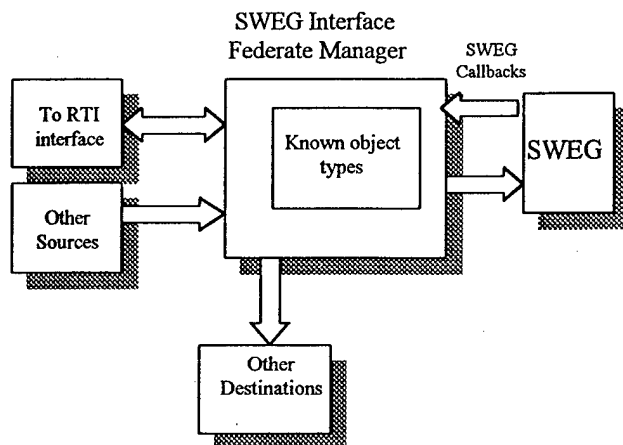 SWEG Interface
Federate Manager
SWEG
Callbacks
To RTI
interface
Known object
types
SWEG
Other
Sources
Other
Destinations